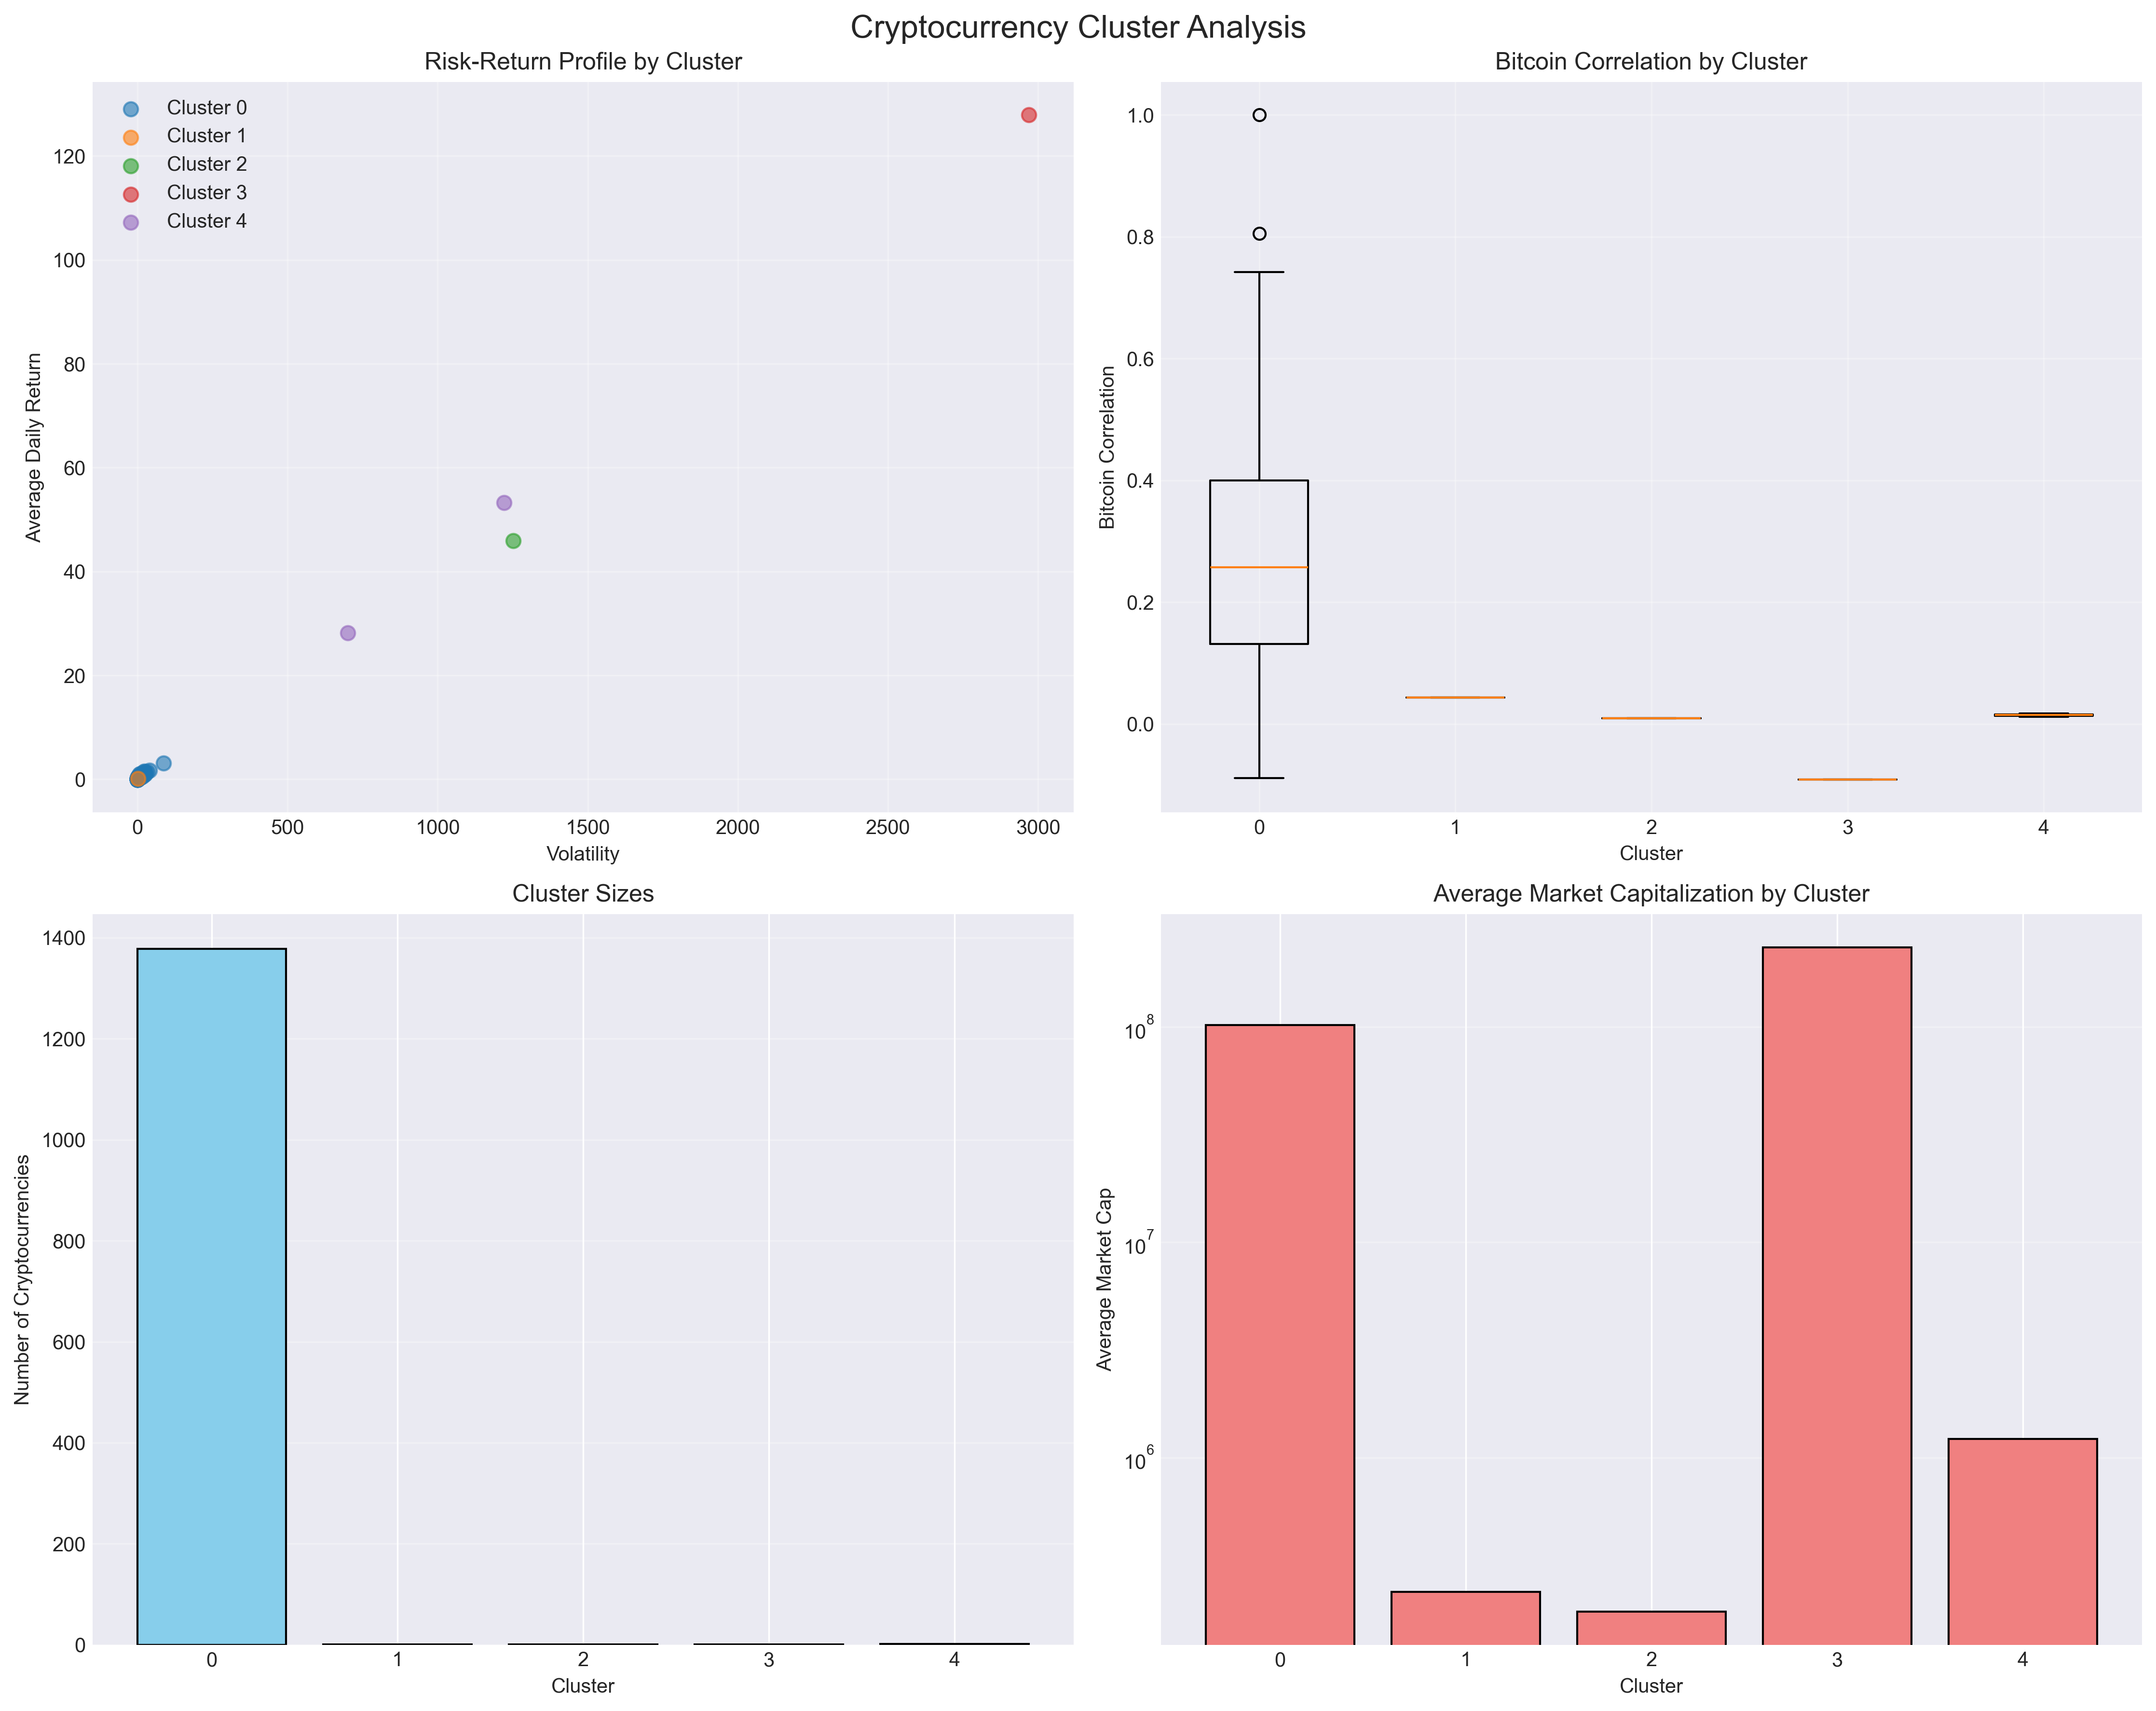 Cryptocurrency Cluster Analysis
Risk-Return Profile by Cluster
Cluster 0
Cluster 1
Cluster 2
Cluster 3
Cluster 4
Average Daily Return
120
100
80
60
40
20
0
0 500 1000 1500 2000 2500 3000
Volatility
Bitcoin Correlation by Cluster
Bitcoin Correlation
1.0
0.8
0.6
0.4
0.2
0.0
0 1 2 3 4
Cluster
Cluster Sizes
Number of Cryptocurrencies
1400
1200
1000
800
600
400
200
0
0 1 2 3 4
Cluster
Average Market Capitalization by Cluster
Average Market Cap
10^8
10^7
10^6
0 1 2 3 4
Cluster